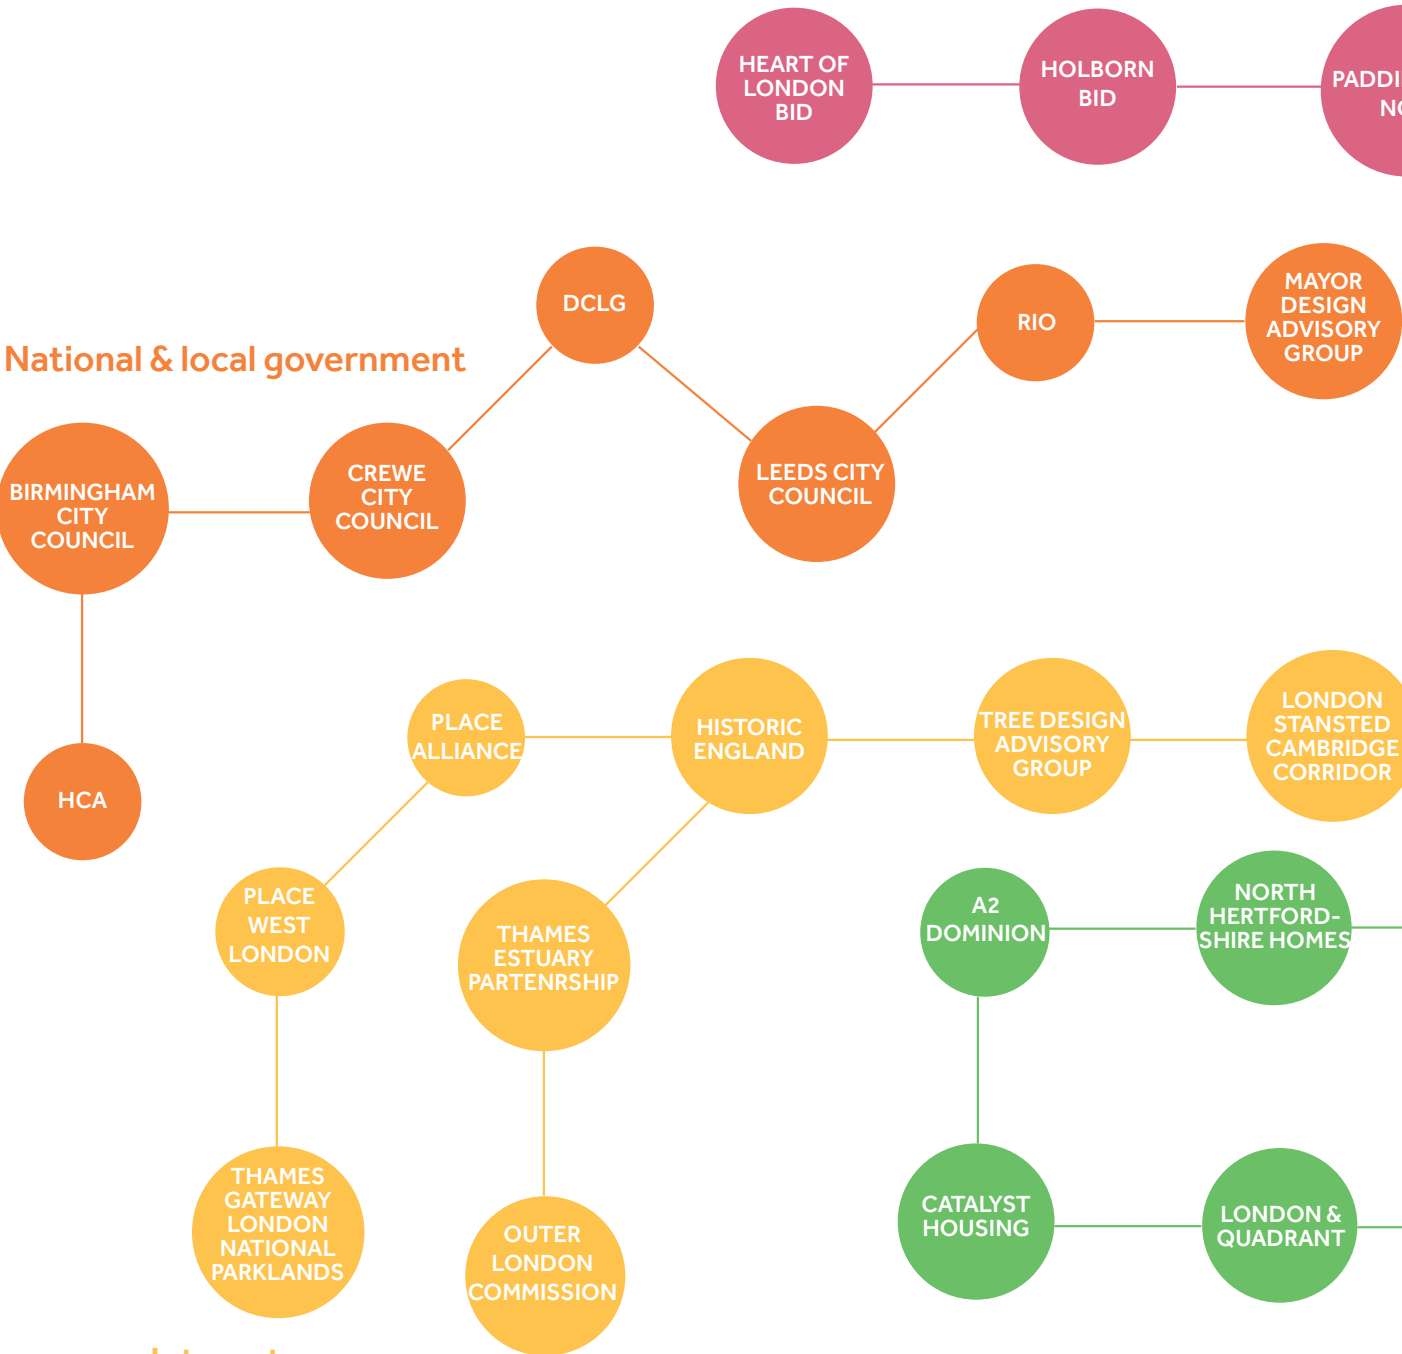 HEART OF
LONDON
BID
HOLBORN
BID
DCLG
RIO
MAYOR
DESIGN
ADVISORY
GROUP
National & local government
BIRMINGHAM
CITY
COUNCIL
CREWE
CITY
COUNCIL
LEEDS CITY
COUNCIL
HCA
PLACE
ALLIANCE
HISTORIC
ENGLAND
TREE DESIGN
ADVISORY
GROUP
LONDON
STANSTED
CAMBRIDGE
CORRIDOR
PLACE
WEST
LONDON
THAMES
ESTUARY
PARTENRSHIP
A2
DOMINION
NORTH
HERTFORD-
SHIRE HOMES
THAMES
GATEWAY
LONDON
NATIONAL
PARKLANDS
OUTER
LONDON
COMMISSION
CATALYST
HOUSING
LONDON &
QUADRANT